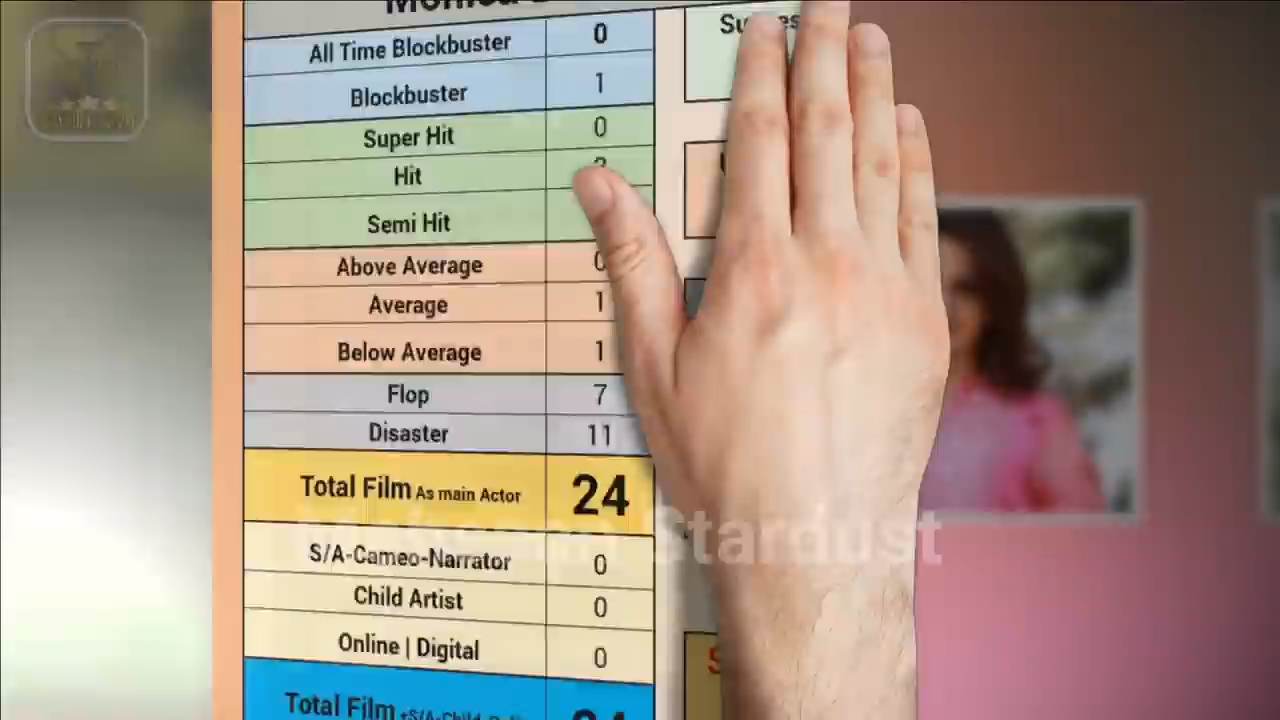 All Time Blockbuster 0
Blockbuster 1
Super Hit 0
Hit
Semi Hit
Above Average 0
Average 1
Below Average 1
Flop 7
Disaster 11
Total Film As main Actor 24
S/A-Cameo-Narrator 0
Child Artist 0
Online | Digital 0
Total Film
Stardust